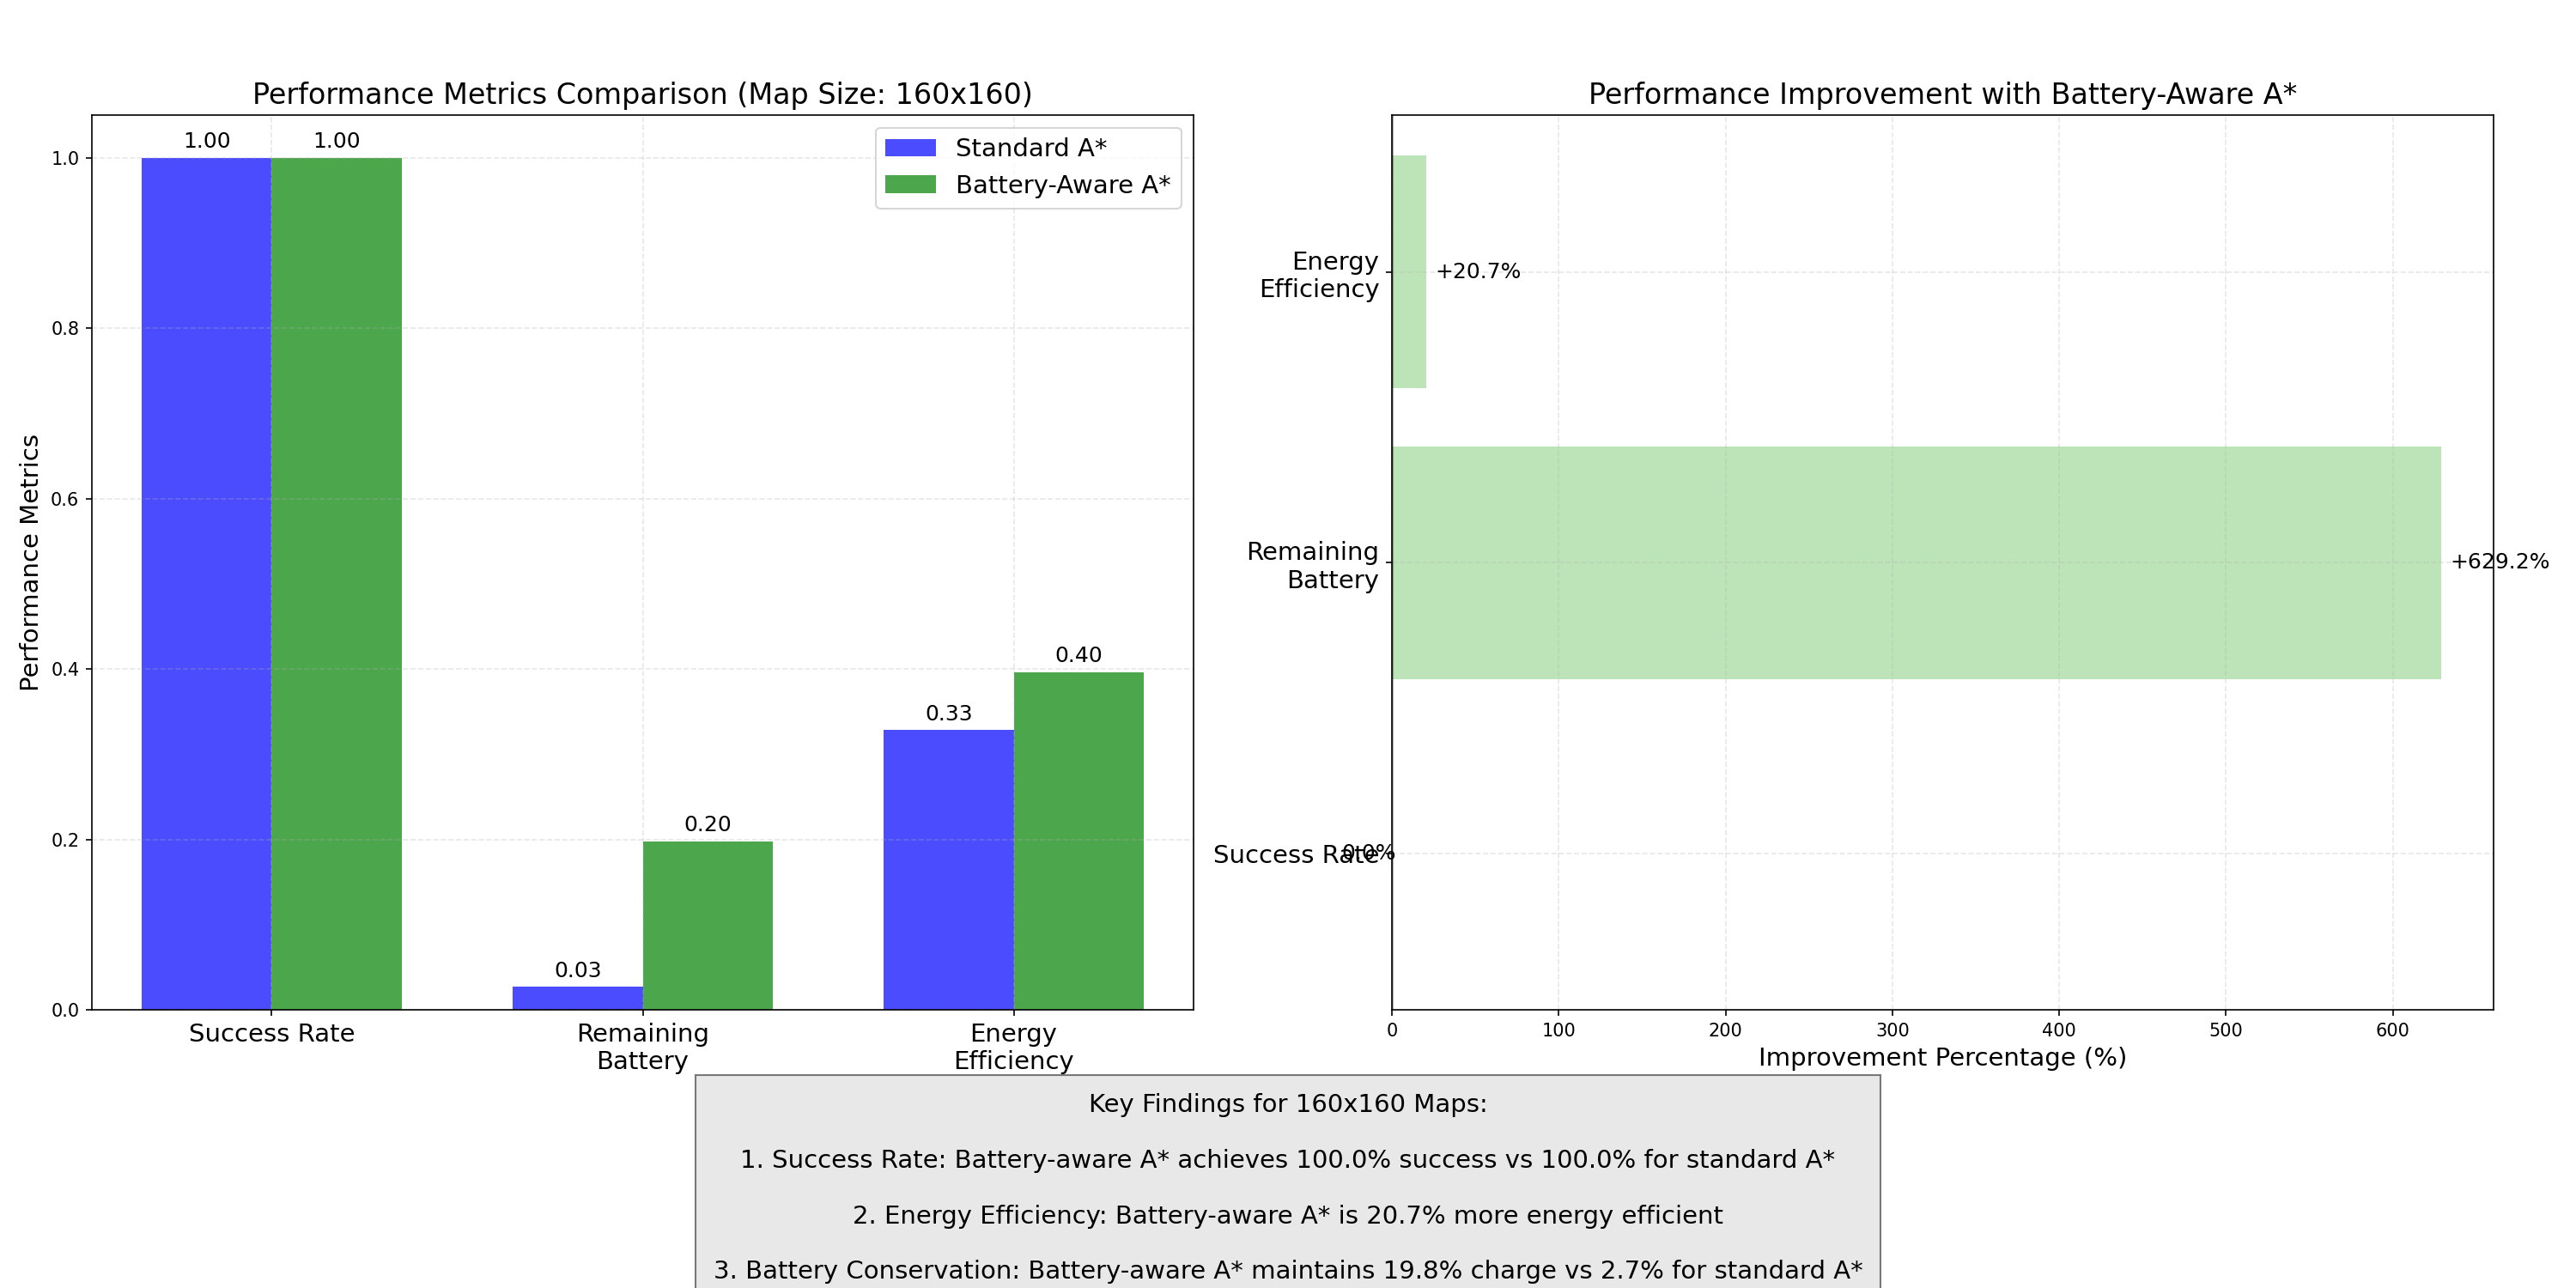 Performance Metrics Comparison (Map Size: 160x160)
Performance Metrics
1.0
0.8
0.6
0.4
0.2
0.0
1.00
1.00
0.03
0.20
0.33
0.40
Standard A*
Battery-Aware A*
Success Rate
Remaining
Battery
Energy
Efficiency
Performance Improvement with Battery-Aware A*
Energy
Efficiency
+20.7%
Remaining
Battery
+629.2%
Success Rate
0.0%
0
100
200
300
400
500
600
Improvement Percentage (%)
Key Findings for 160x160 Maps:
1. Success Rate: Battery-aware A* achieves 100.0% success vs 100.0% for standard A*
2. Energy Efficiency: Battery-aware A* is 20.7% more energy efficient
3. Battery Conservation: Battery-aware A* maintains 19.8% charge vs 2.7% for standard A*